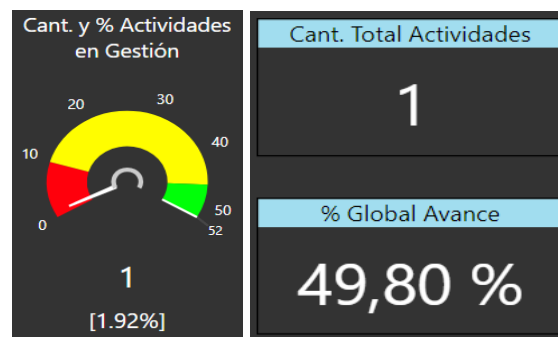 Cant. y % Actividades
en Gestión
20
30
10
40
0
50
52
1
[1.92%]
Cant. Total Actividades
1
% Global Avance
49,80 %